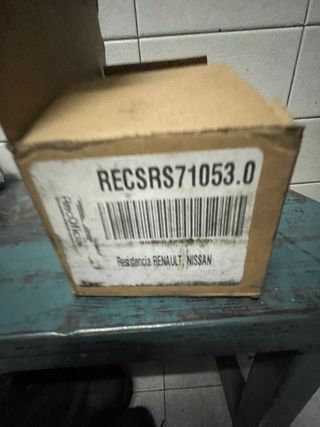 RECSRS71053.0
Resistencia RENAULT, NISSAN